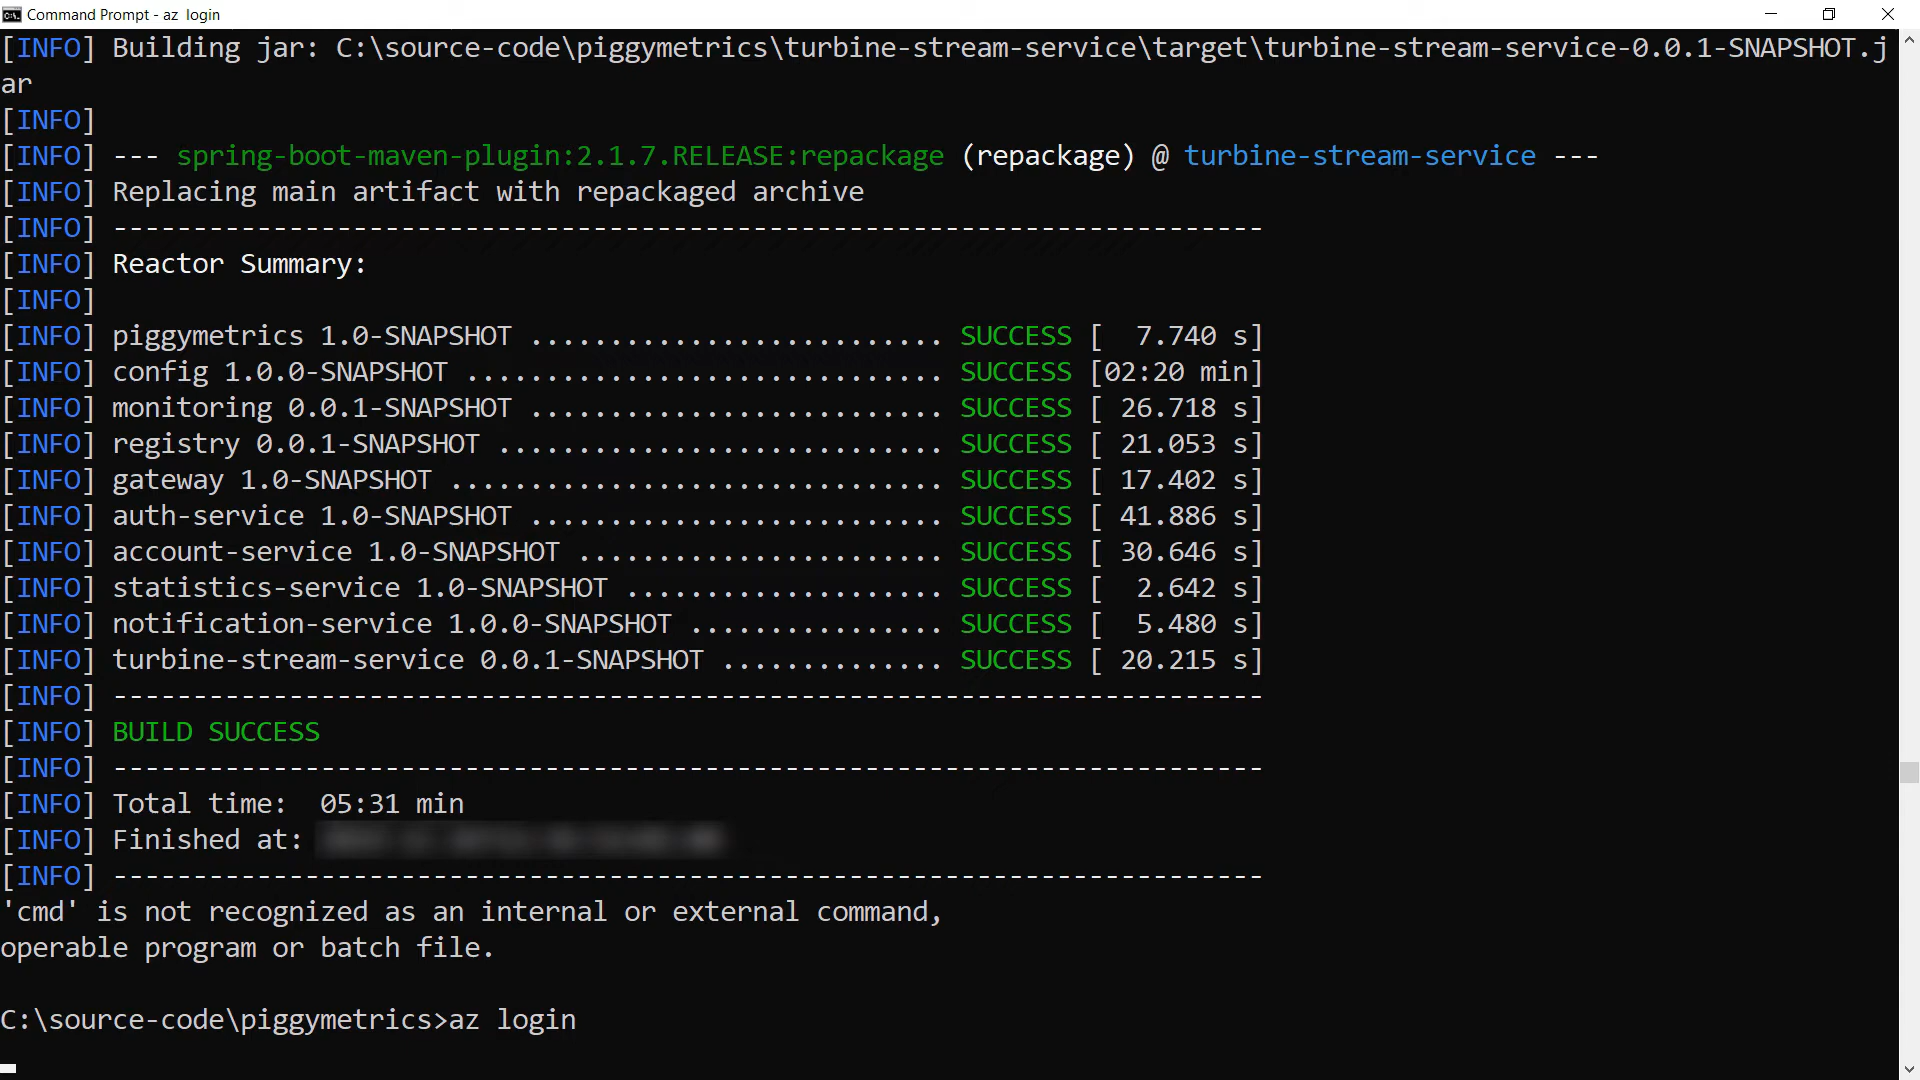 Command Prompt - az  login
[INFO] Building jar: C:\source-code\piggymetrics\turbine-stream-service\target\turbine-stream-service-0.0.1-SNAPSHOT.j
ar
[INFO]
[INFO] --- spring-boot-maven-plugin:2.1.7.RELEASE:repackage (repackage) @ turbine-stream-service ---
[INFO] Replacing main artifact with repackaged archive
[INFO] ------------------------------------------------------------------------
[INFO] Reactor Summary:
[INFO]
[INFO] piggymetrics 1.0-SNAPSHOT .......................... SUCCESS [  7.740 s]
[INFO] config 1.0.0-SNAPSHOT .............................. SUCCESS [02:20 min]
[INFO] monitoring 0.0.1-SNAPSHOT .......................... SUCCESS [ 26.718 s]
[INFO] registry 0.0.1-SNAPSHOT ............................ SUCCESS [ 21.053 s]
[INFO] gateway 1.0-SNAPSHOT ............................... SUCCESS [ 17.402 s]
[INFO] auth-service 1.0-SNAPSHOT .......................... SUCCESS [ 41.886 s]
[INFO] account-service 1.0-SNAPSHOT ....................... SUCCESS [ 30.646 s]
[INFO] statistics-service 1.0-SNAPSHOT .................... SUCCESS [  2.642 s]
[INFO] notification-service 1.0.0-SNAPSHOT ................ SUCCESS [  5.480 s]
[INFO] turbine-stream-service 0.0.1-SNAPSHOT .............. SUCCESS [ 20.215 s]
[INFO] ------------------------------------------------------------------------
[INFO] BUILD SUCCESS
[INFO] ------------------------------------------------------------------------
[INFO] Total time:  05:31 min
[INFO] Finished at:
[INFO] ------------------------------------------------------------------------
'cmd' is not recognized as an internal or external command,
operable program or batch file.
C:\source-code\piggymetrics>az login